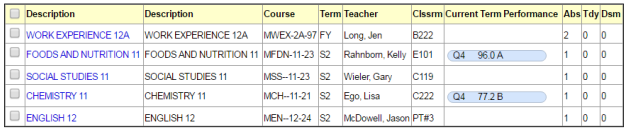 Description Description Course Term Teacher Clssrm Current Term Performance Abs Tdy Dsm
WORK EXPERIENCE 12A WORK EXPERIENCE 12A MWEX-2A-97 FY Long, Jen B222 2 0 0
FOODS AND NUTRITION 11 FOODS AND NUTRITION 11 MFDN-11-23 S2 Rahnborn, Kelly E101 Q4 96.0 A 1 0 0
SOCIAL STUDIES 11 SOCIAL STUDIES 11 MSS--11-23 S2 Wieler, Gary C119 1 0 0
CHEMISTRY 11 CHEMISTRY 11 MCH--11-21 S2 Ego, Lisa C222 Q4 77.2 B 1 0 0
ENGLISH 12 ENGLISH 12 MEN--12-24 S2 McDowell, Jason PT#3 1 0 0